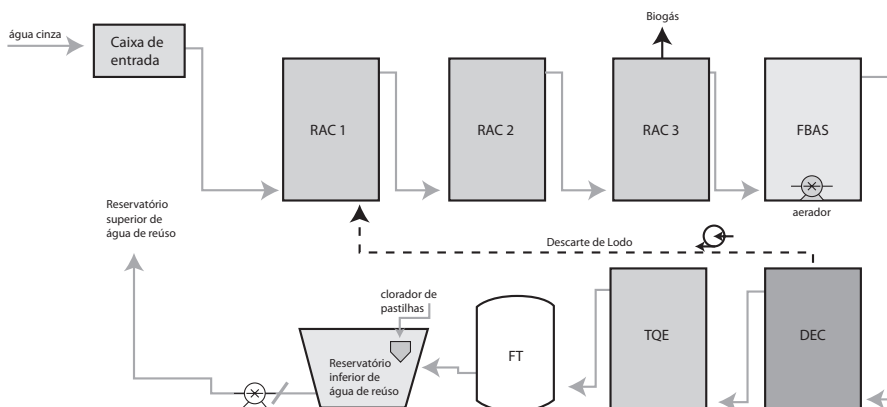 água cinza
Caixa de
entrada
RAC 1
RAC 2
Biogás
RAC 3
FBAS
aerador
Reservatório
superior de
água de reúso
Descarte de Lodo
clorador de
pastilhas
Reservatório
inferior de
água de reúso
FT
TQE
DEC